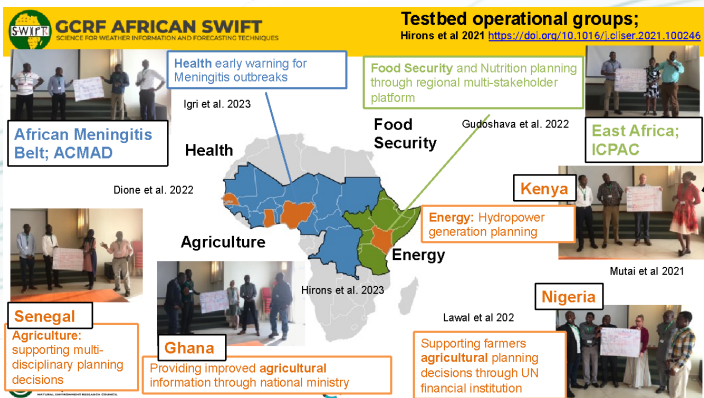 SWIFT
GCRF AFRICAN SWIFT
SCIENCE FOR WEATHER INFORMATION AND FORECASTING TECHNIQUES
Testbed operational groups;
Hirons et al 2021 https://doi.org/10.1016/j.cliser.2021.100246
Health early warning for
Meningitis outbreaks
Food Security and Nutrition planning
through regional multi-stakeholder
platform
Igri et al. 2023
Gudoshava et al. 2022
African Meningitis
Belt; ACMAD
Food
Security
East Africa;
ICPAC
Health
Dione et al. 2022
Kenya
Energy: Hydropower
generation planning
Agriculture
Energy
Mutai et al 2021
Hirons et al. 2023
Nigeria
Lawal et al 202
Senegal
Agriculture:
supporting multi-
disciplinary planning
decisions
Ghana
Providing improved agricultural
information through national ministry
Supporting farmers
agricultural planning
decisions through UN
financial institution
NATURAL ENVIRONMENT RESEARCH COUNCIL